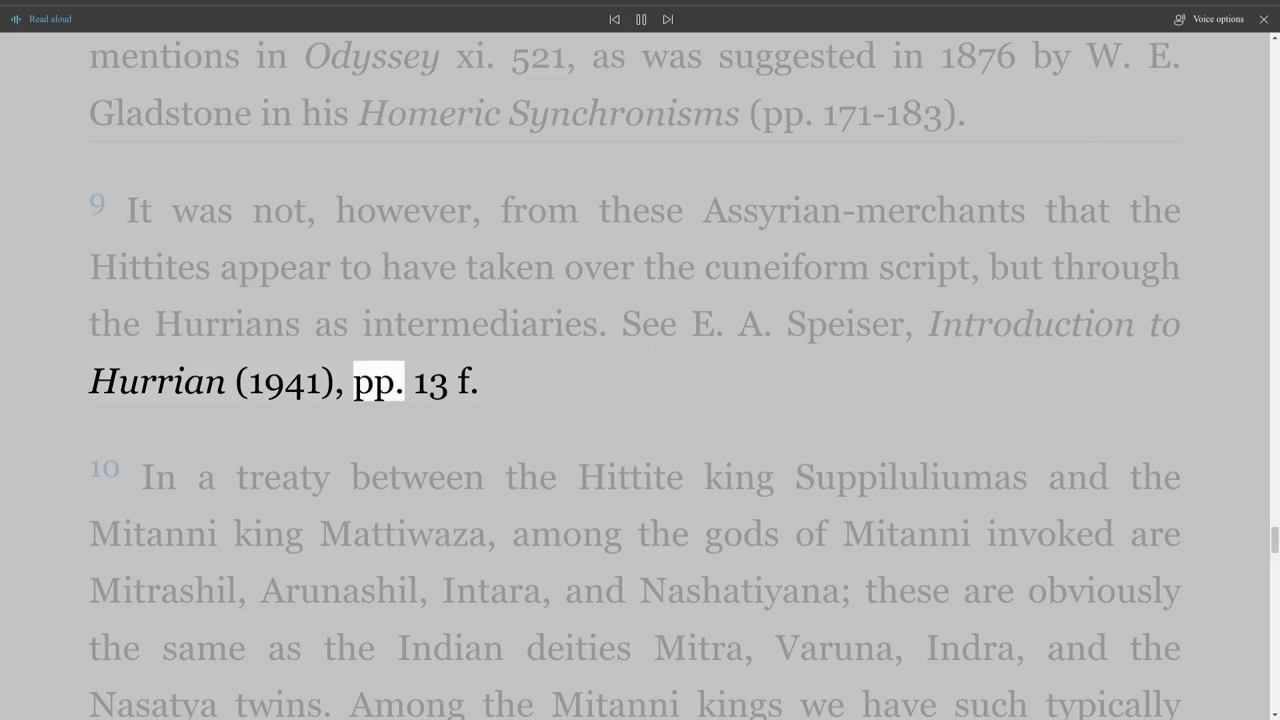 Read aloud
Voice options
mentions in Odyssey xi. 521, as was suggested in 1876 by W. E.
Gladstone in his Homeric Synchronisms (pp. 171-183).
9 It was not, however, from these Assyrian-merchants that the
Hittites appear to have taken over the cuneiform script, but through
the Hurrians as intermediaries. See E. A. Speiser, Introduction to
Hurrian (1941), pp. 13 f.
10 In a treaty between the Hittite king Suppiluliumas and the
Mitanni king Mattiwaza, among the gods of Mitanni invoked are
Mitrashil, Arunashil, Intara, and Nashatiyana; these are obviously
the same as the Indian deities Mitra, Varuna, Indra, and the
Nasatya twins. Among the Mitanni kings we have such typically